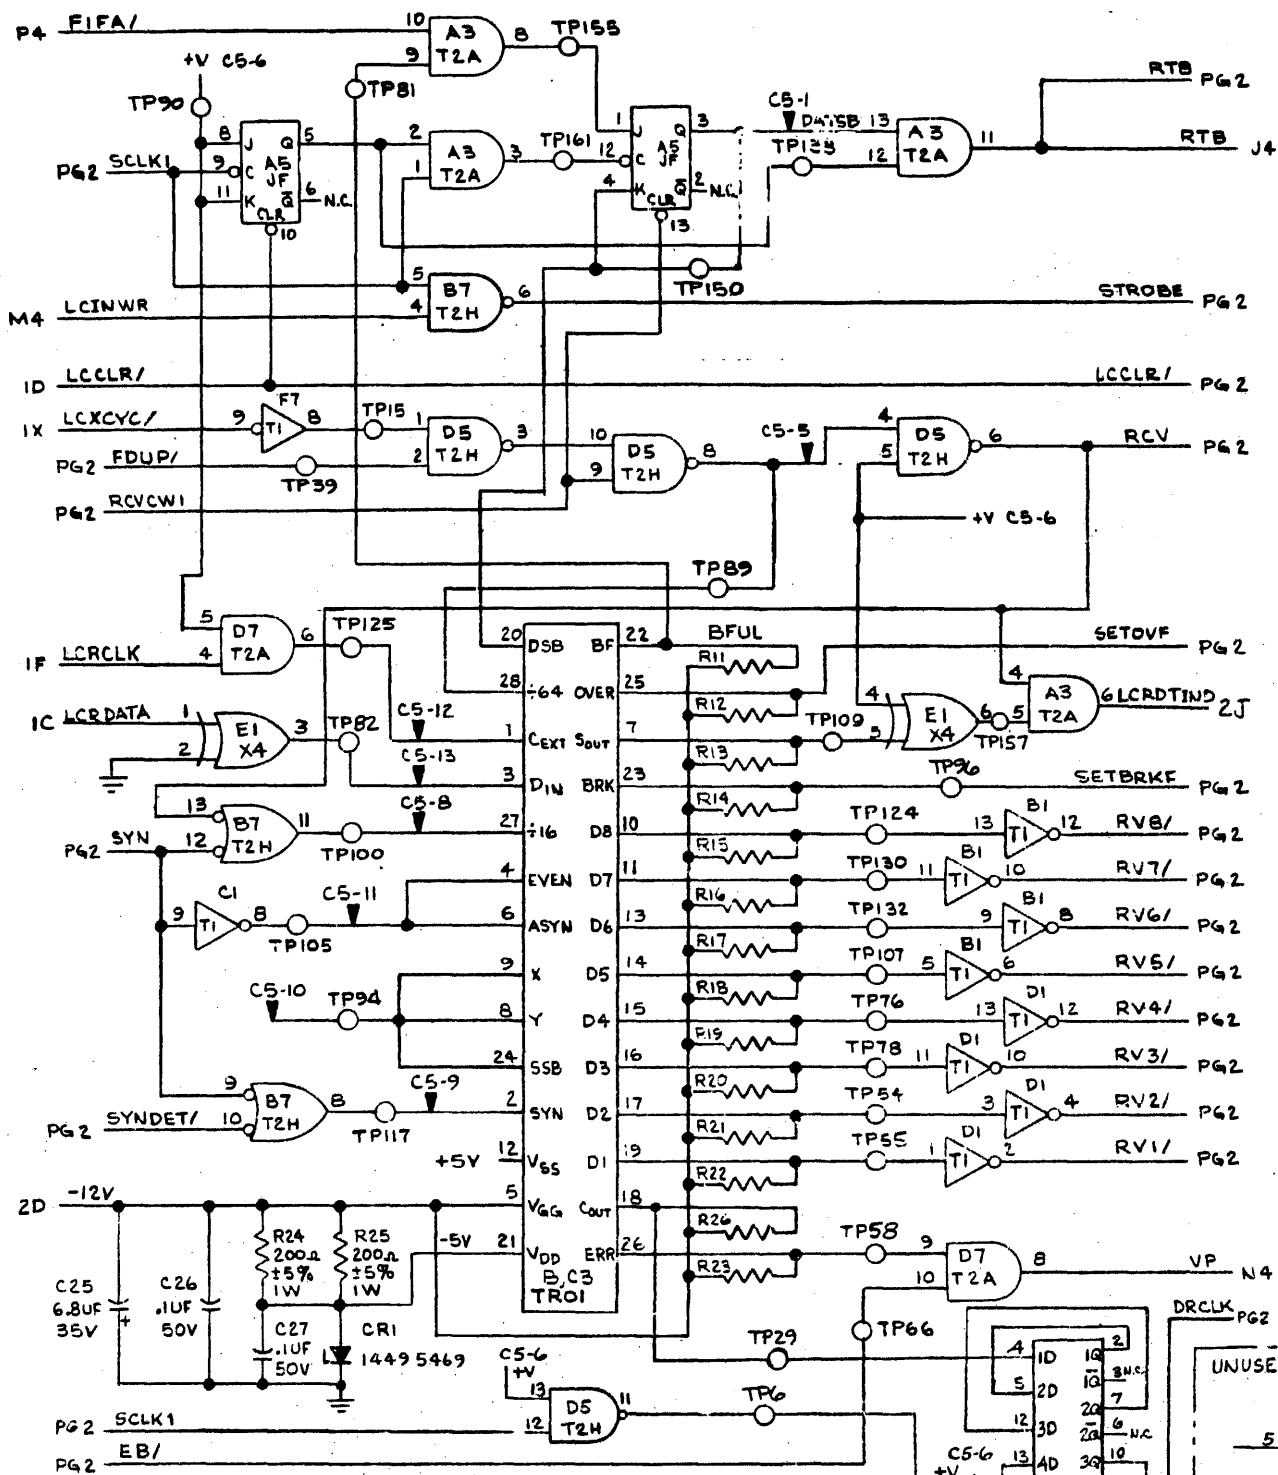 P4 FIFA/ 10 A3 T2A 8 TP155
9
+V C5-6
TP81
TP90
RTB PG2
C5-1
8 J Q 5
2 A3 T2A 3 TP161
1
1 J Q 3
DATSB 13 A3 T2A 11
RTB J4
PG2 SCLK1 9 C A5 JF
12 C A5 JF
TP133 12
11 K Q̅ 6 N.C.
4 K Q̅ 2 N.C.
CLR 10
CLR 13
5 B7 T2H 6
TP150
STROBE PG2
M4 LCINWR 4
1D LCCLR/
LCCLR/ PG2
F7
1X LCXCYC/ 9 T1 8 TP15 1 D5 T2H 3
10 D5 T2H 8
C5-5 4 D5 T2H 6
RCV PG2
PG2 FDUP/ TP39 2
9
5
PG2 RCVCW1
+V C5-6
TP89
5 D7 T2A 6 TP125
1F LCRCLK 4
20 DSB BF 22 BFUL
R11
SETOVF PG2
28 ÷64 OVER 25
R12
4 A3 T2A 6 LCRDTIND 2J
5
1C LCRDATA 1 E1 X4 3 TP82
2
C5-12
1 CEXT SOUT 7
TP109
4 E1 X4 6 TP157
5
R13
C5-13
3 DIN BRK 23
TP96
SETBRKF PG2
R14
C5-8
13 B7 T2H 11 TP100
PG2 SYN 12
27 ÷16 D8 10
TP124 13 B1 T1 12 RV8/ PG2
R15
4 EVEN D7 11
TP130 11 B1 T1 10 RV7/ PG2
R16
C1
9 T1 8 TP105
C5-11
6 ASYN D6 13
TP132 9 B1 T1 8 RV6/ PG2
R17
9 X D5 14
TP107 5 B1 T1 6 RV5/ PG2
R18
C5-10 TP94
8 Y D4 15
TP76 13 D1 T1 12 RV4/ PG2
R19
24 SSB D3 16
TP78 11 D1 T1 10 RV3/ PG2
R20
9 B7 T2H 8 TP117
PG2 SYNDET/ 10
C5-9
2 SYN D2 17
TP54 3 D1 T1 4 RV2/ PG2
R21
+5V 12 VSS D1 19
TP55 1 D1 T1 2 RV1/ PG2
R22
2D -12V
5 VGG COUT 18
R26
-5V 21 VDD ERR 26
R23
TP58 9 D7 T2A 8 VP N4
10
B,C3
TR01
R24
200Ω
±5%
1W
R25
200Ω
±5%
1W
C25
6.8UF
35V
+
C26
.1UF
50V
C27
.1UF
50V
CR1
1449 5469
TP66
DRCLK PG2
TP29 4 1D 1Q 2
UNUSE
1Q̅ 3 N.C.
5 2D
2Q 7
12 3D
2Q̅ 6 N.C
C5-6
+V
13 4D 3Q 10
C5-6
+V
13 D5 T2H 11 TP6
PG2 SCLK1 12
PG2 EB/
5